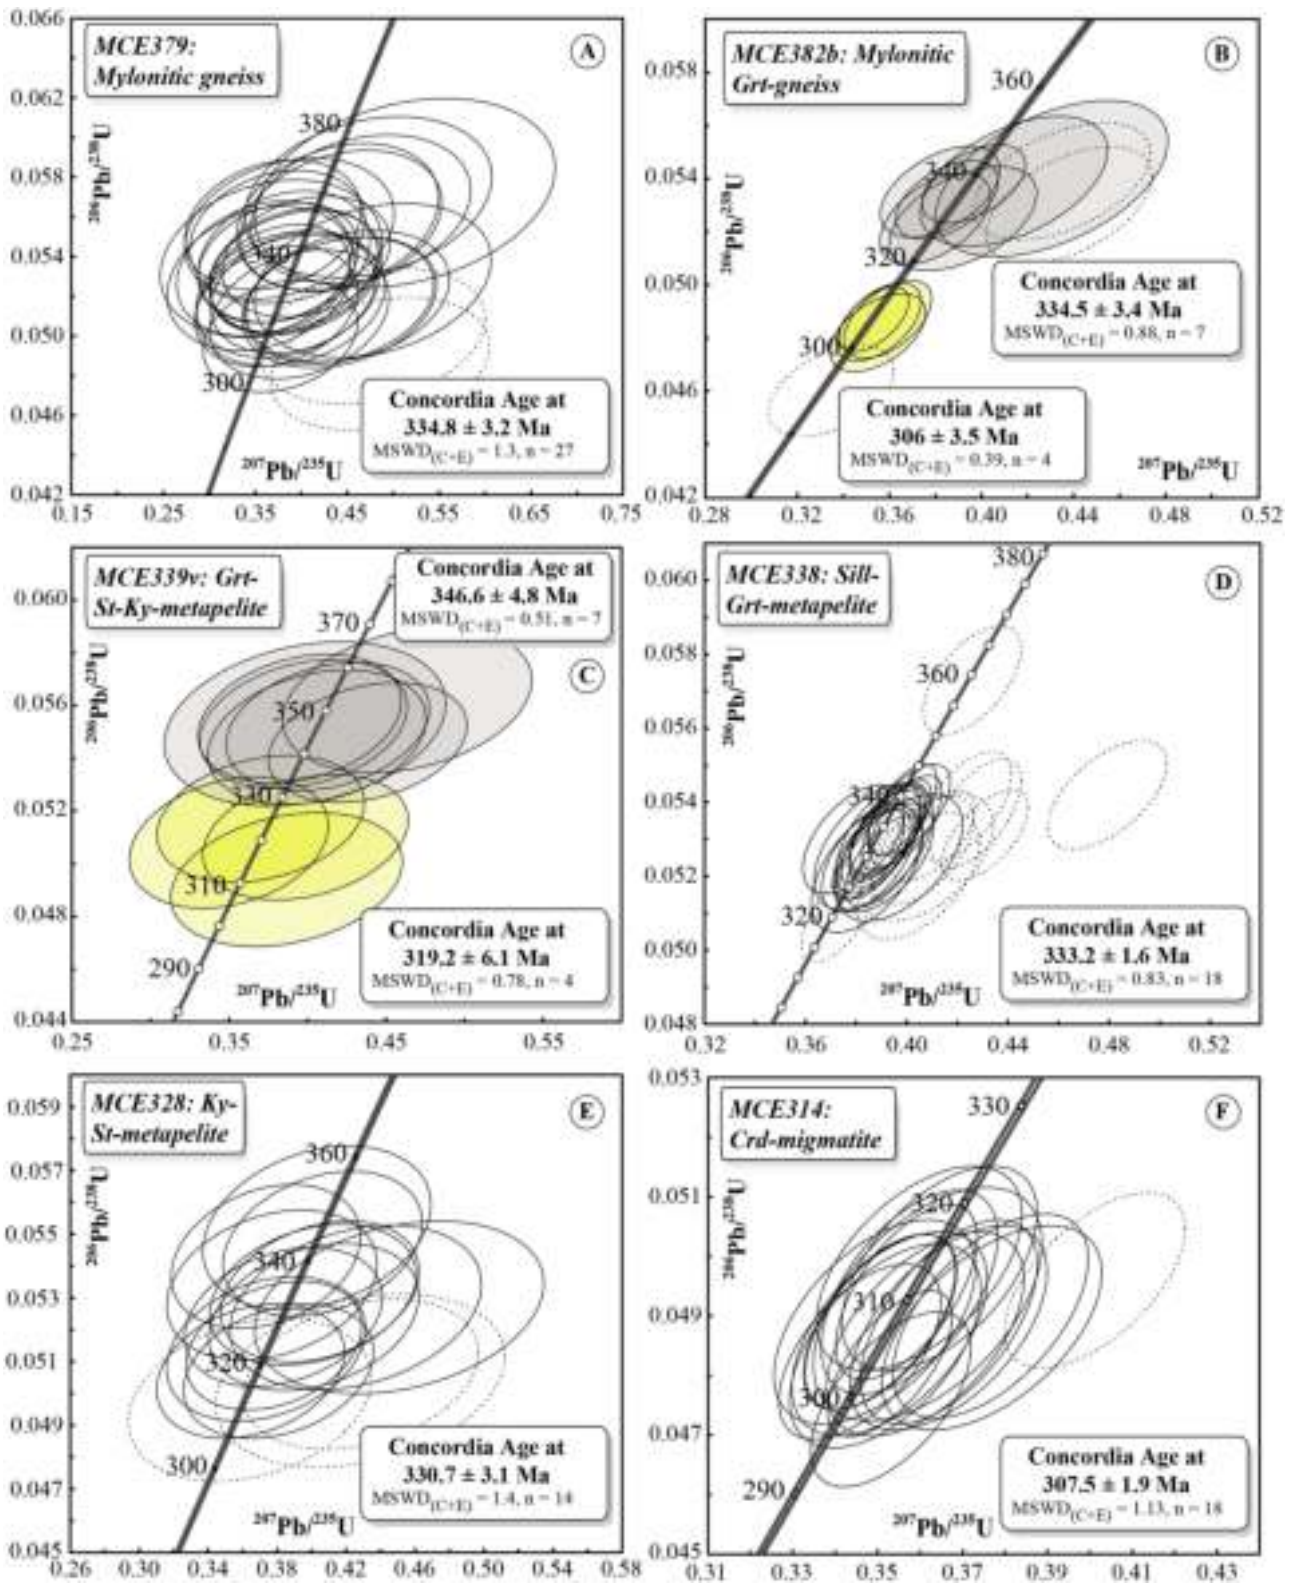 MCE379:
Mylonitic gneiss
A
0.066
0.062
0.058
0.054
0.050
0.046
0.042
²⁰⁶Pb/²³⁸U
380
340
300
Concordia Age at
334.8 ± 3.2 Ma
MSWD(C+E) = 1.3, n = 27
²⁰⁷Pb/²³⁵U
0.15 0.25 0.35 0.45 0.55 0.65 0.75
MCE382b: Mylonitic
Grt-gneiss
B
0.058
0.054
0.050
0.046
0.042
²⁰⁶Pb/²³⁸U
360
340
320
300
Concordia Age at
334.5 ± 3.4 Ma
MSWD(C+E) = 0.88, n = 7
Concordia Age at
306 ± 3.5 Ma
MSWD(C+E) = 0.39, n = 4
²⁰⁷Pb/²³⁵U
0.28 0.32 0.36 0.40 0.44 0.48 0.52
MCE339v: Grt-
St-Ky-metapelite
C
Concordia Age at
346.6 ± 4.8 Ma
MSWD(C+E) = 0.51, n = 7
0.060
0.056
0.052
0.048
0.044
²⁰⁶Pb/²³⁸U
370
350
330
310
290
Concordia Age at
319.2 ± 6.1 Ma
MSWD(C+E) = 0.78, n = 4
²⁰⁷Pb/²³⁵U
0.25 0.35 0.45 0.55
MCE338: Sill-
Grt-metapelite
D
0.060
0.058
0.056
0.054
0.052
0.050
0.048
²⁰⁶Pb/²³⁸U
380
360
340
320
Concordia Age at
333.2 ± 1.6 Ma
MSWD(C+E) = 0.83, n = 18
²⁰⁷Pb/²³⁵U
0.32 0.36 0.40 0.44 0.48 0.52
MCE328: Ky-
St-metapelite
E
0.059
0.057
0.055
0.053
0.051
0.049
0.047
0.045
²⁰⁶Pb/²³⁸U
360
340
320
300
Concordia Age at
330.7 ± 3.1 Ma
MSWD(C+E) = 1.4, n = 14
²⁰⁷Pb/²³⁵U
0.26 0.30 0.34 0.38 0.42 0.46 0.50 0.54 0.58
MCE314:
Crd-migmatite
F
0.053
0.051
0.049
0.047
0.045
²⁰⁶Pb/²³⁸U
330
320
310
300
290
Concordia Age at
307.5 ± 1.9 Ma
MSWD(C+E) = 1.13, n = 18
²⁰⁷Pb/²³⁵U
0.31 0.33 0.35 0.37 0.39 0.41 0.43